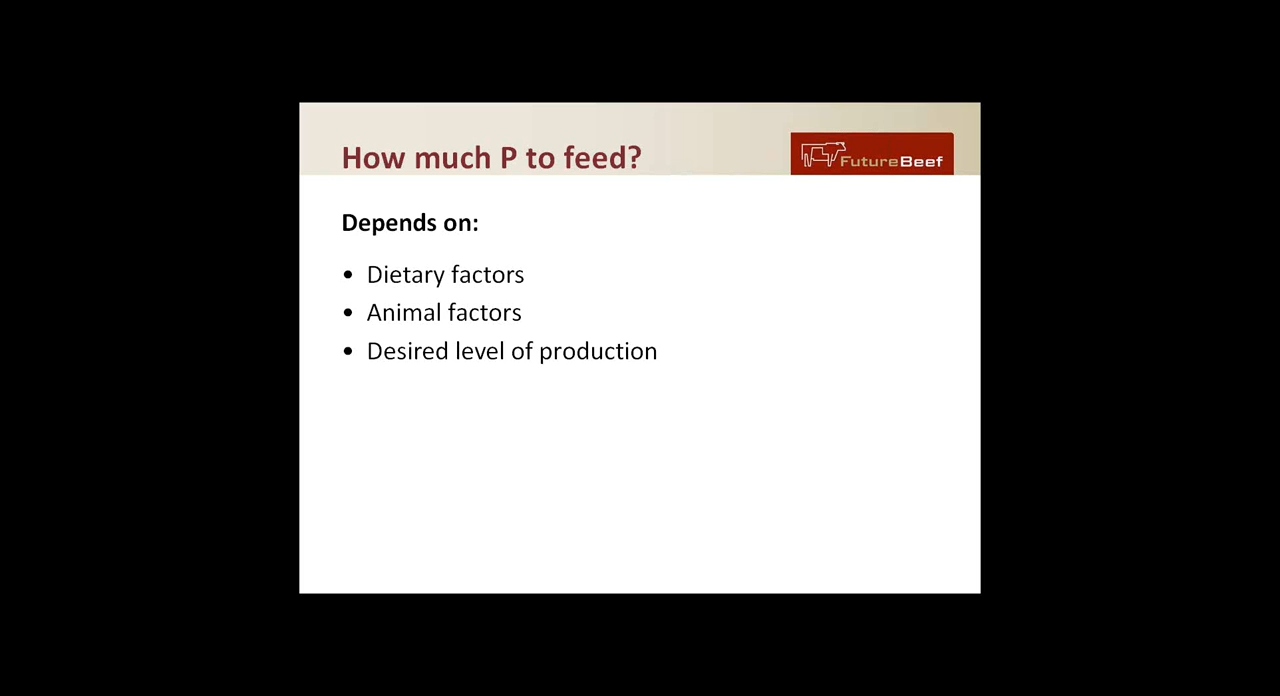 How much P to feed?
FutureBeef
Depends on:
• Dietary factors
• Animal factors
• Desired level of production